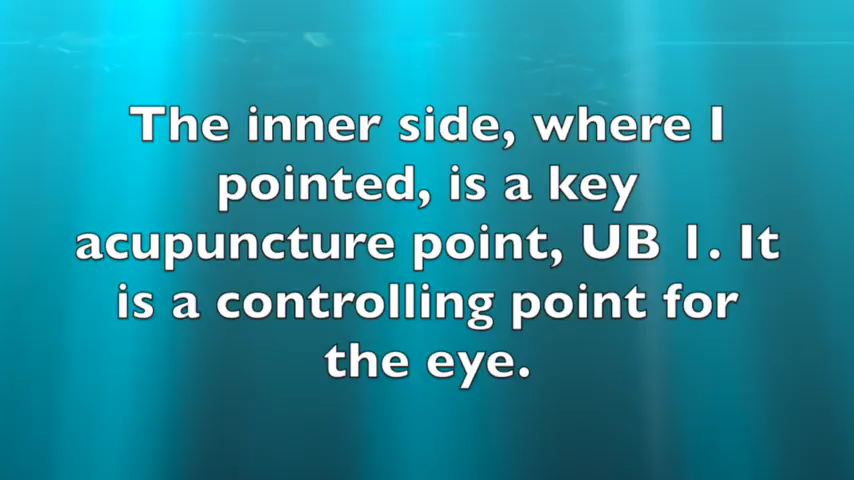 The inner side, where I
pointed, is a key
acupuncture point, UB 1. It
is a controlling point for
the eye.